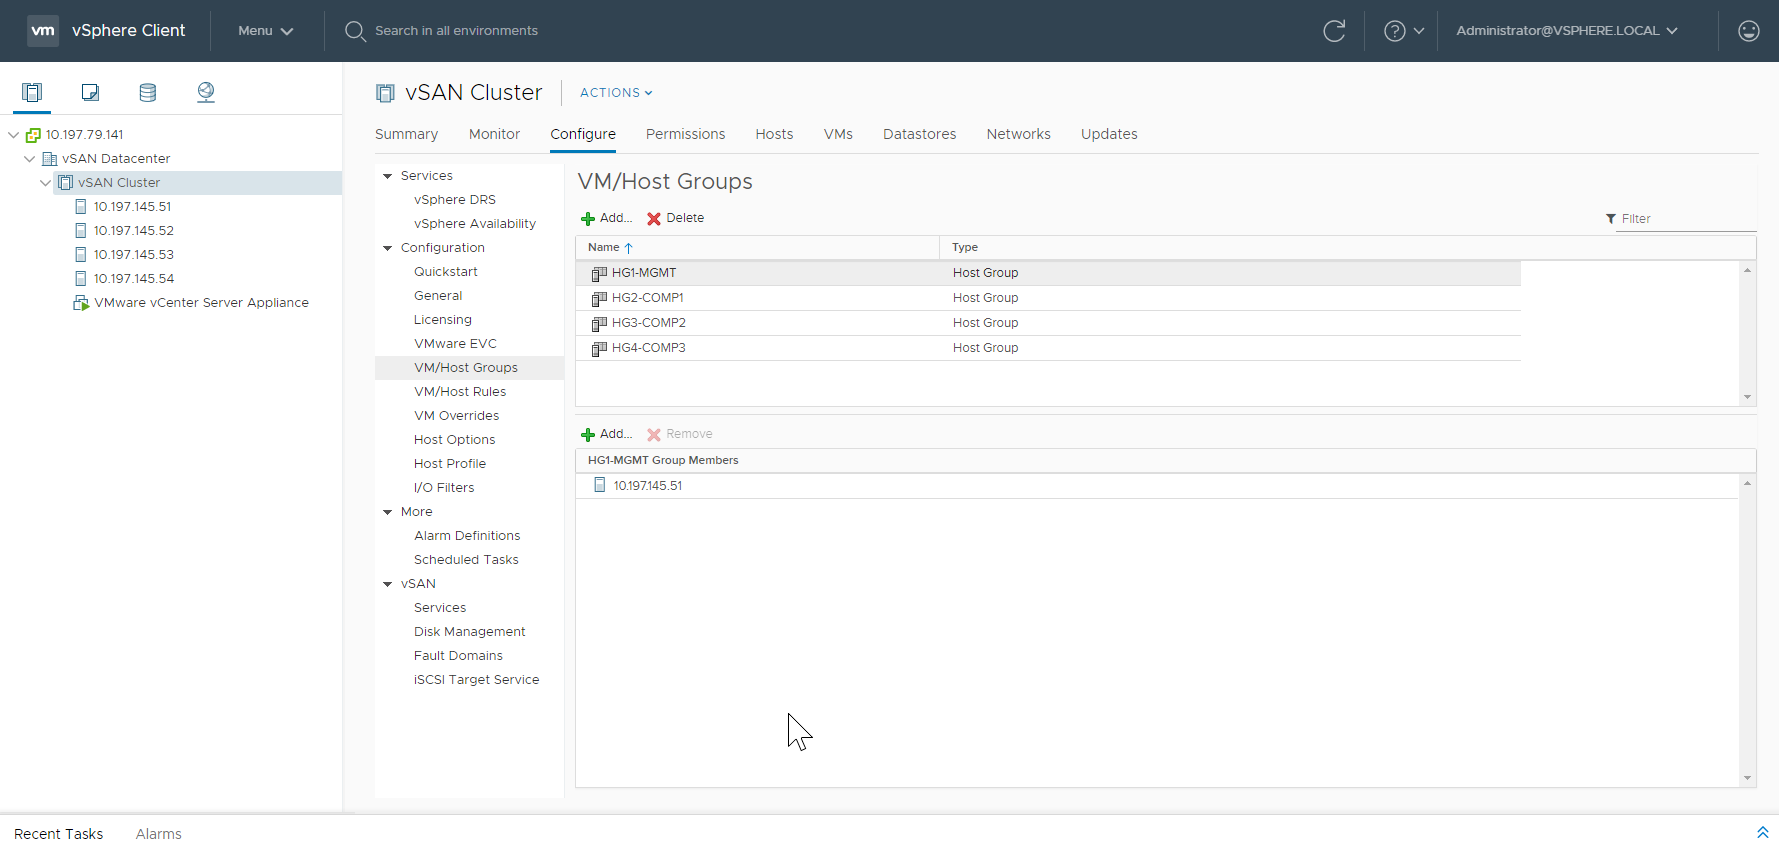 vm vSphere Client Menu Search in all environments ? Administrator@VSPHERE.LOCAL
10.197.79.141
vSAN Datacenter
vSAN Cluster
10.197.145.51
10.197.145.52
10.197.145.53
10.197.145.54
VMware vCenter Server Appliance
vSAN Cluster ACTIONS
Summary Monitor Configure Permissions Hosts VMs Datastores Networks Updates
Services
vSphere DRS
vSphere Availability
Configuration
Quickstart
General
Licensing
VMware EVC
VM/Host Groups
VM/Host Rules
VM Overrides
Host Options
Host Profile
I/O Filters
More
Alarm Definitions
Scheduled Tasks
vSAN
Services
Disk Management
Fault Domains
iSCSI Target Service
VM/Host Groups
Add... Delete Filter
Name Type
HG1-MGMT Host Group
HG2-COMP1 Host Group
HG3-COMP2 Host Group
HG4-COMP3 Host Group
Add... Remove
HG1-MGMT Group Members
10.197.145.51
Recent Tasks Alarms